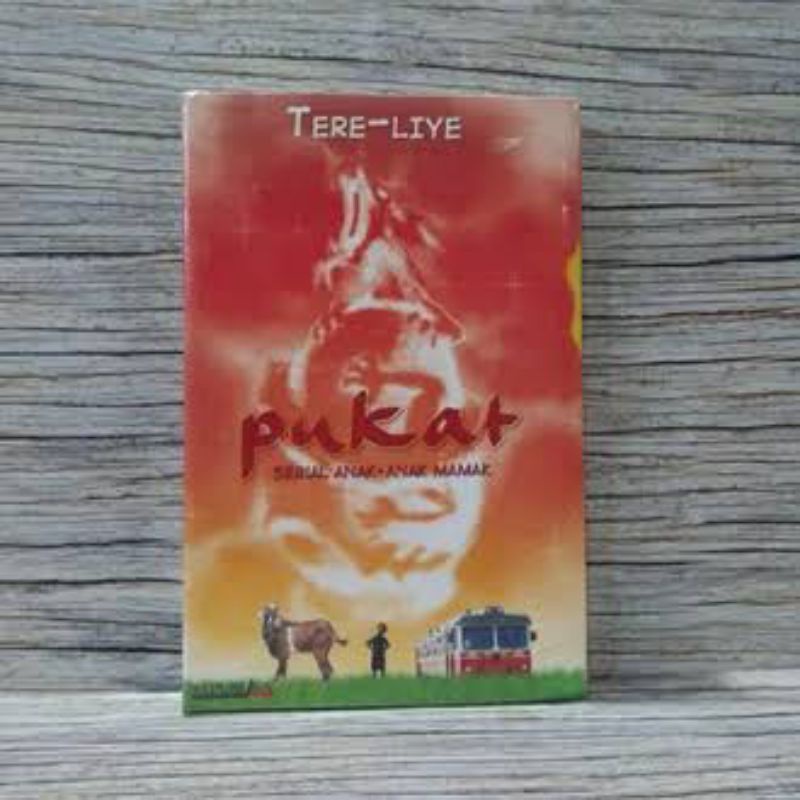 TERE-LIYE
pukat
SERIAL ANAK-ANAK MAMAK